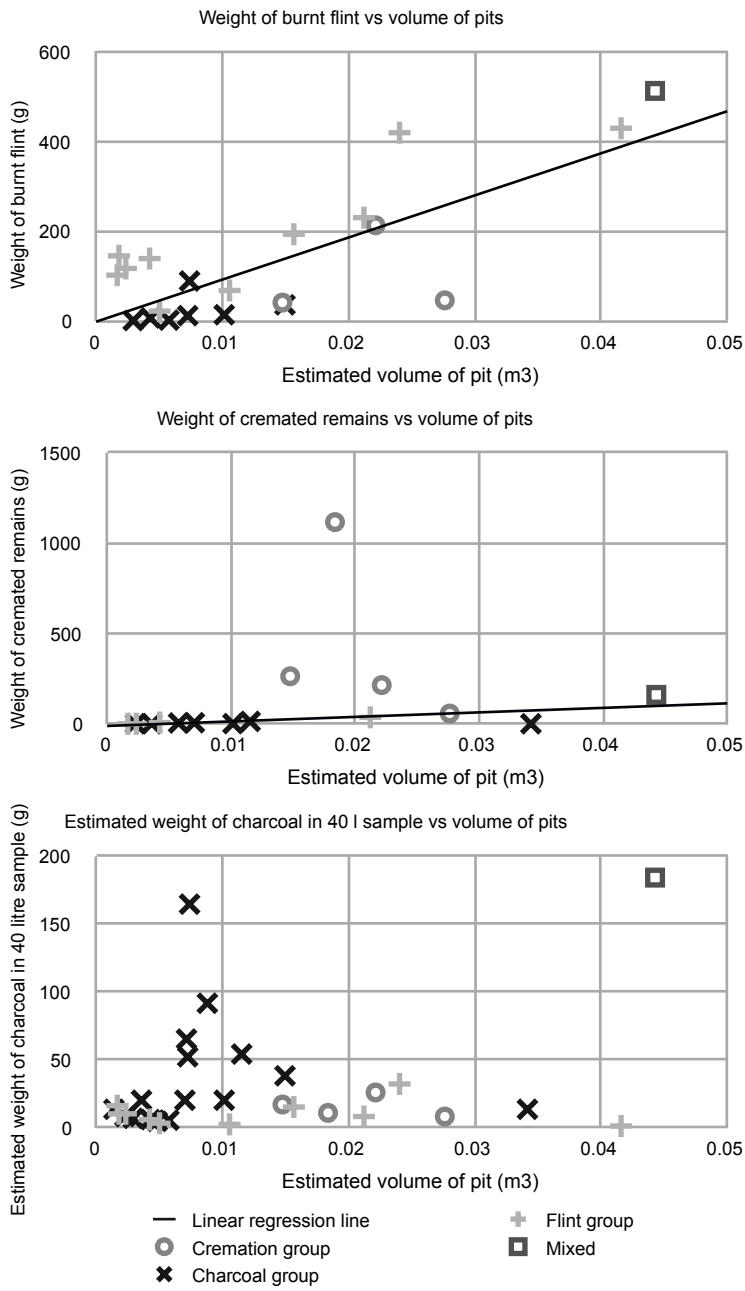 Weight of burnt flint vs volume of pits
Weight of burnt flint (g)
600
400
200
0
0 0.01 0.02 0.03 0.04 0.05
Estimated volume of pit (m3)
Weight of cremated remains vs volume of pits
Weight of cremated remains (g)
1500
1000
500
0
0 0.01 0.02 0.03 0.04 0.05
Estimated volume of pit (m3)
Estimated weight of charcoal in 40 l sample vs volume of pits
Estimated weight of charcoal in 40 litre sample (g)
200
150
100
50
0
0 0.01 0.02 0.03 0.04 0.05
Estimated volume of pit (m3)
Linear regression line
Cremation group
Charcoal group
Flint group
Mixed